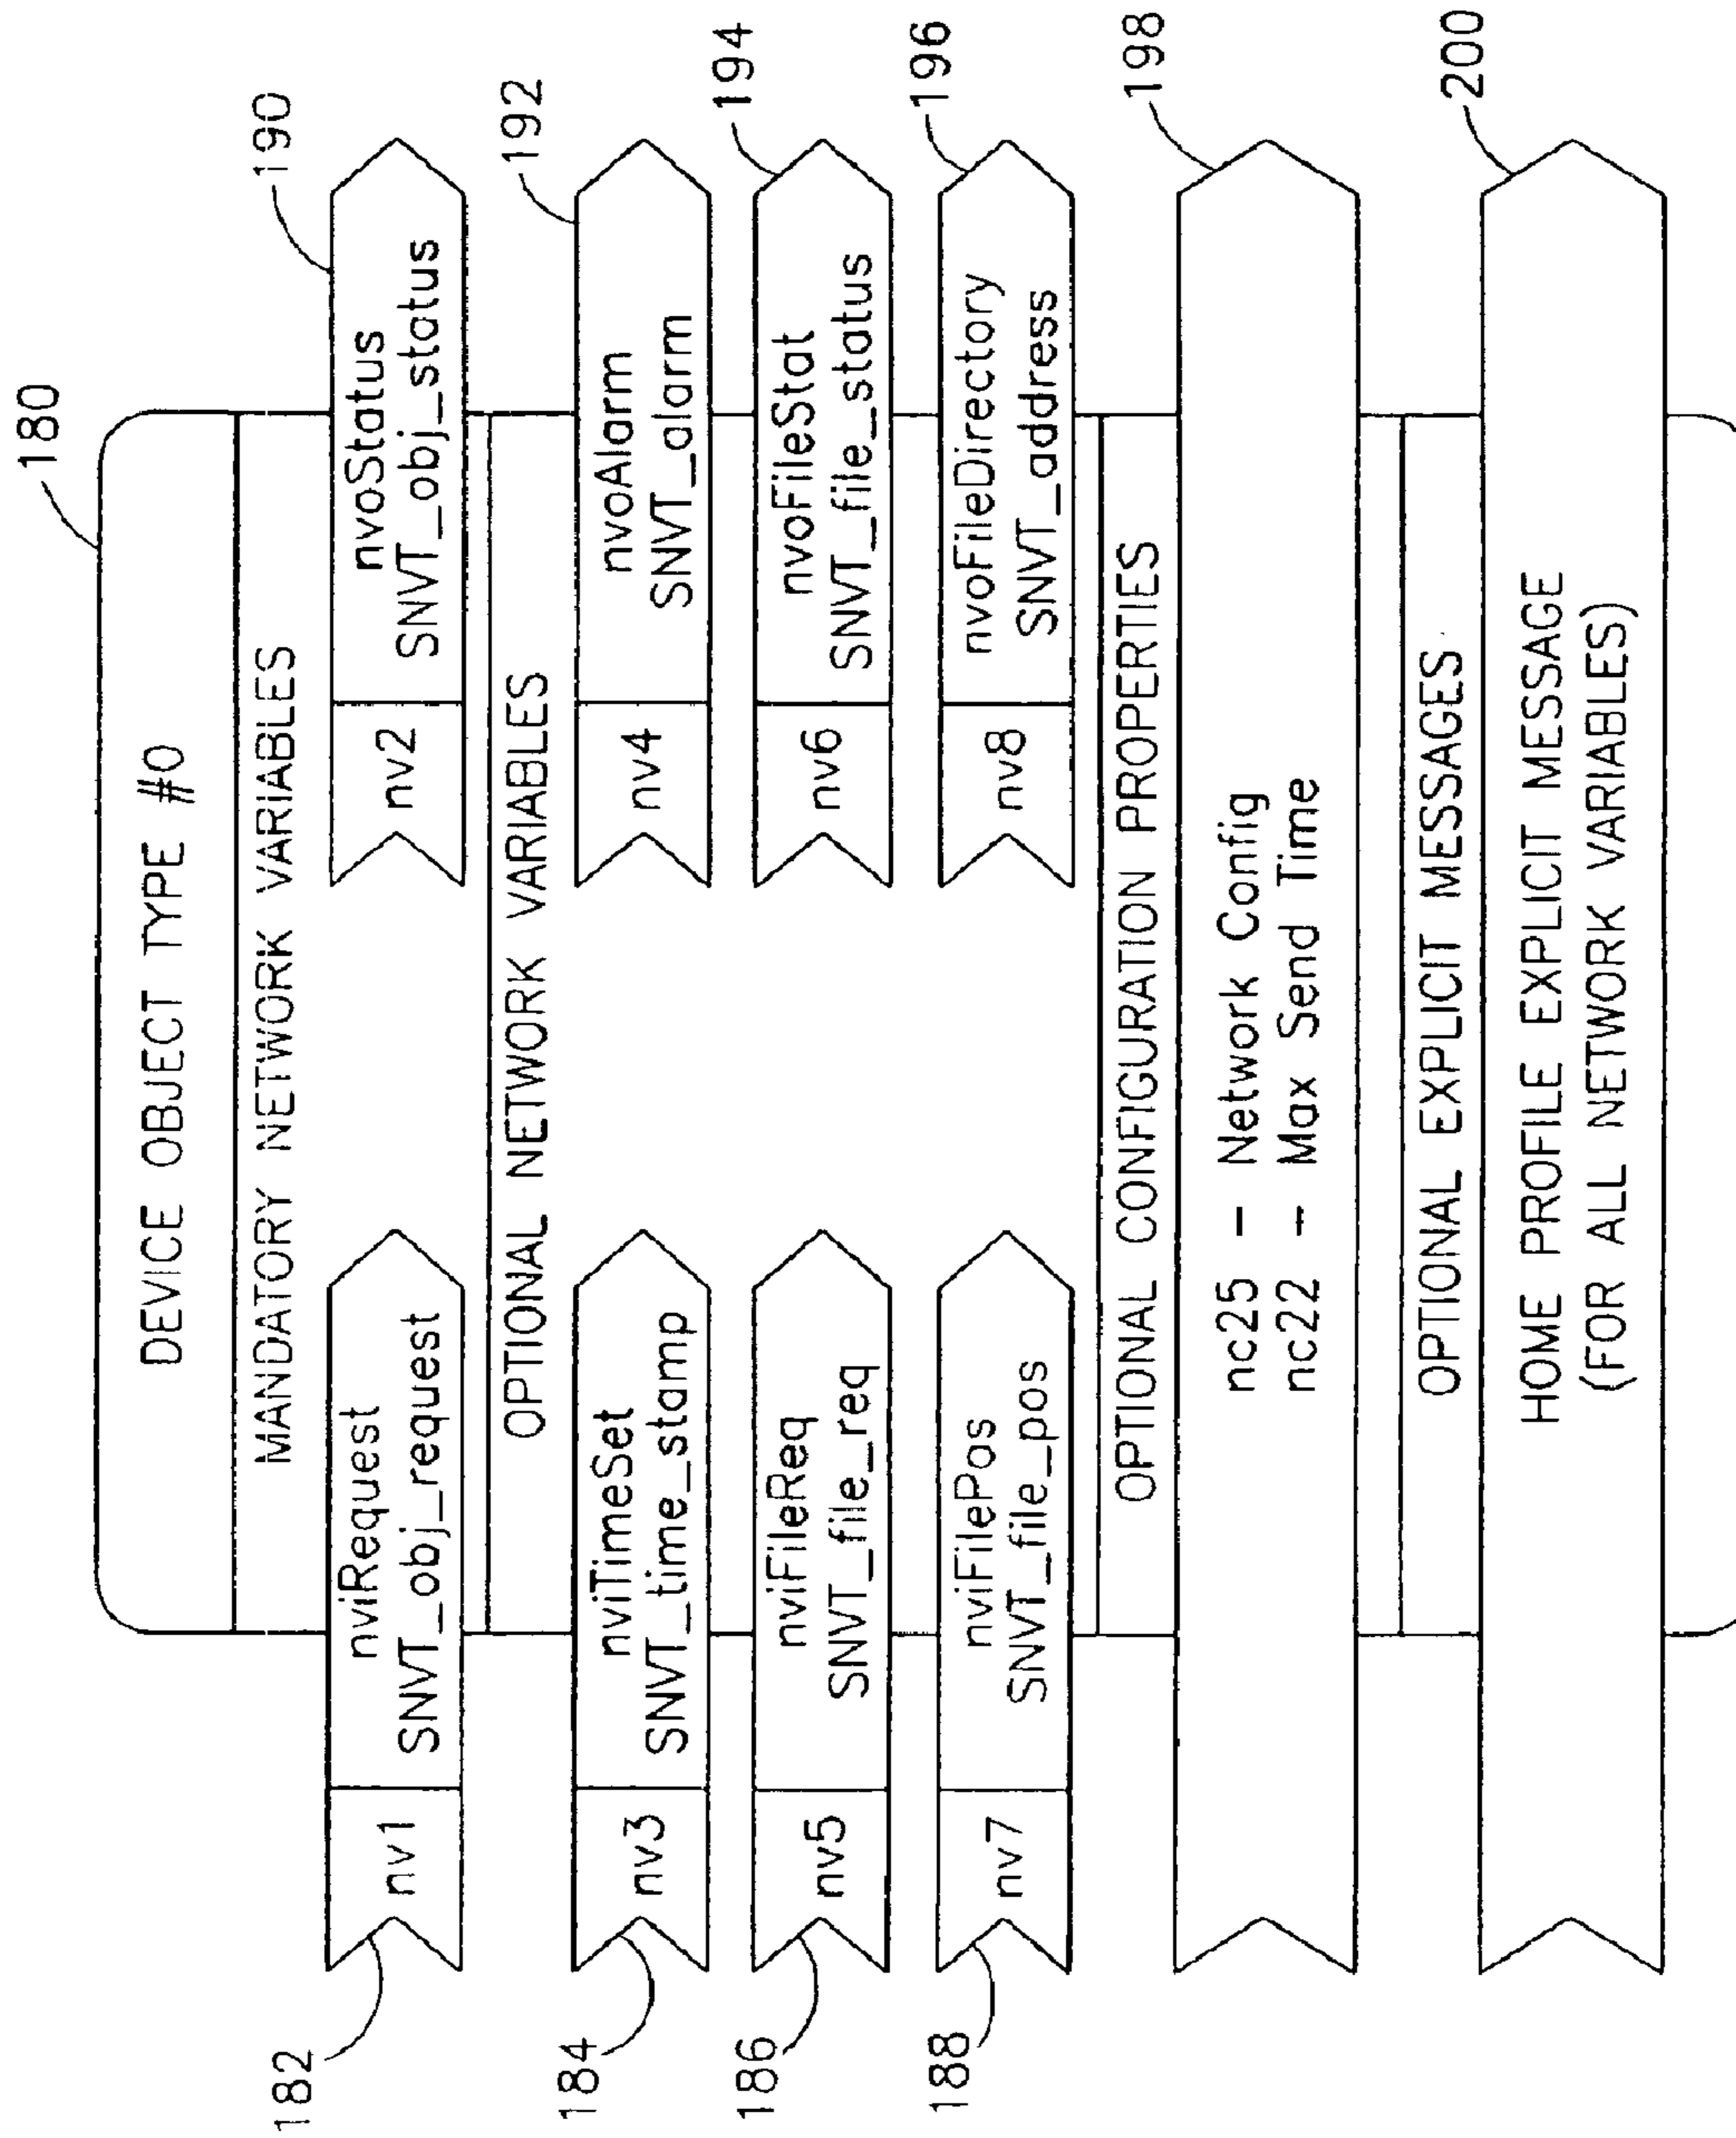 180
DEVICE OBJECT TYPE #0
MANDATORY NETWORK VARIABLES
182
nv1
nviRequest
SNVT_obj_request
nv2
nvoStatus
SNVT_obj_status
190
OPTIONAL NETWORK VARIABLES
184
nv3
nviTimeSet
SNVT_time_stamp
nv4
nvoAlarm
SNVT_alarm
192
186
nv5
nviFileReq
SNVT_file_req
nv6
nvoFileStat
SNVT_file_status
194
188
nv7
nviFilePos
SNVT_file_pos
nv8
nvoFileDirectory
SNVT_address
196
OPTIONAL CONFIGURATION PROPERTIES
nc25 - Network Config
nc22 - Max Send Time
198
OPTIONAL EXPLICIT MESSAGES
HOME PROFILE EXPLICIT MESSAGE
(FOR ALL NETWORK VARIABLES)
200